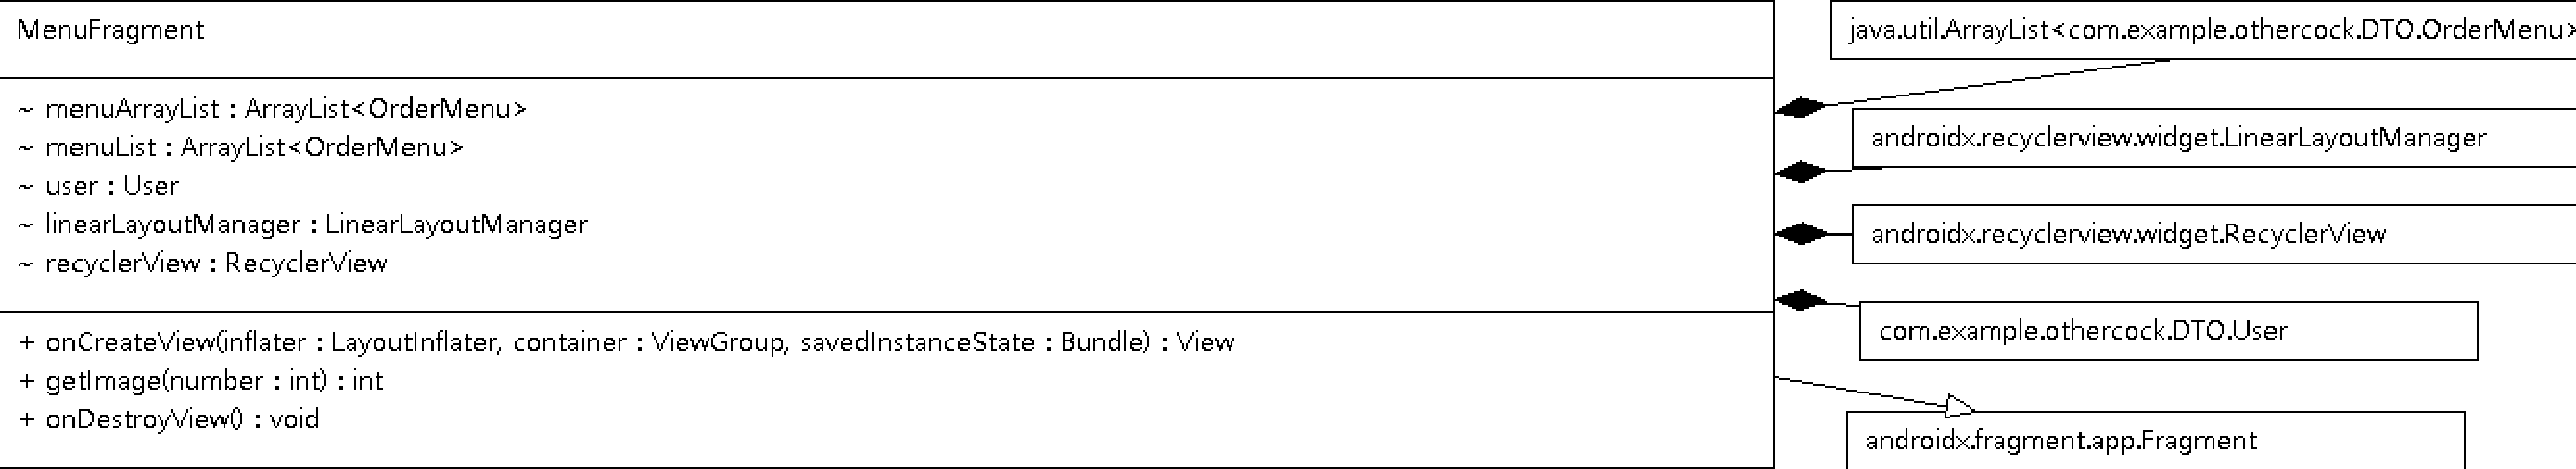 MenuFragment
~ menuArrayList : ArrayList<OrderMenu>
~ menuList : ArrayList<OrderMenu>
~ user : User
~ linearLayoutManager : LinearLayoutManager
~ recyclerView : RecyclerView
+ onCreateView(inflater : LayoutInflater, container : ViewGroup, savedInstanceState : Bundle) : View
+ getImage(number : int) : int
+ onDestroyView() : void
java.util.ArrayList<com.example.othercock.DTO.OrderMenu>
androidx.recyclerview.widget.LinearLayoutManager
androidx.recyclerview.widget.RecyclerView
com.example.othercock.DTO.User
androidx.fragment.app.Fragment